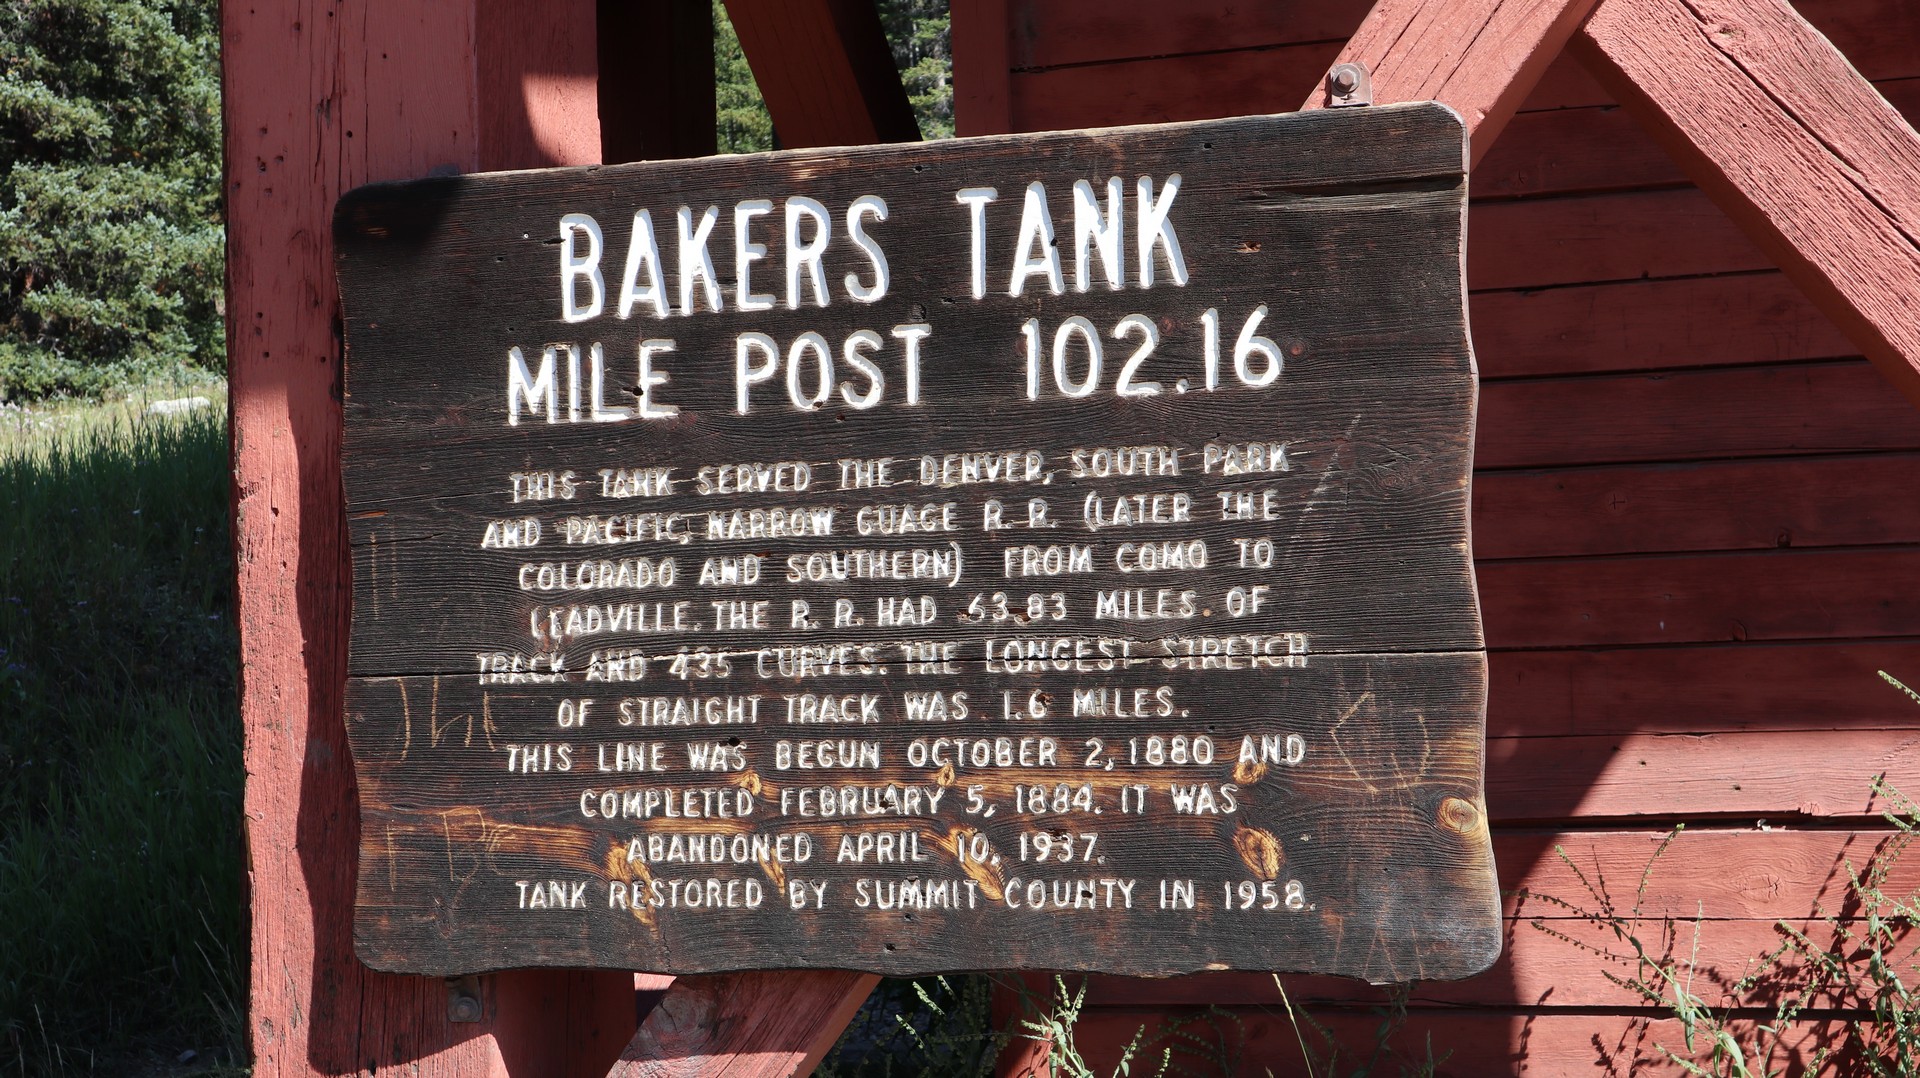 BAKERS TANK
MILE POST 102.16
THIS TANK SERVED THE DENVER, SOUTH PARK
AND PACIFIC, NARROW GUAGE R. R. (LATER THE
COLORADO AND SOUTHERN) FROM COMO TO
LEADVILLE. THE R. R. HAD 63.83 MILES OF
TRACK AND 435 CURVES. THE LONGEST STRETCH
OF STRAIGHT TRACK WAS 1.6 MILES.
THIS LINE WAS BEGUN OCTOBER 2, 1880 AND
COMPLETED FEBRUARY 5, 1884. IT WAS
ABANDONED APRIL 10, 1937.
TANK RESTORED BY SUMMIT COUNTY IN 1958.